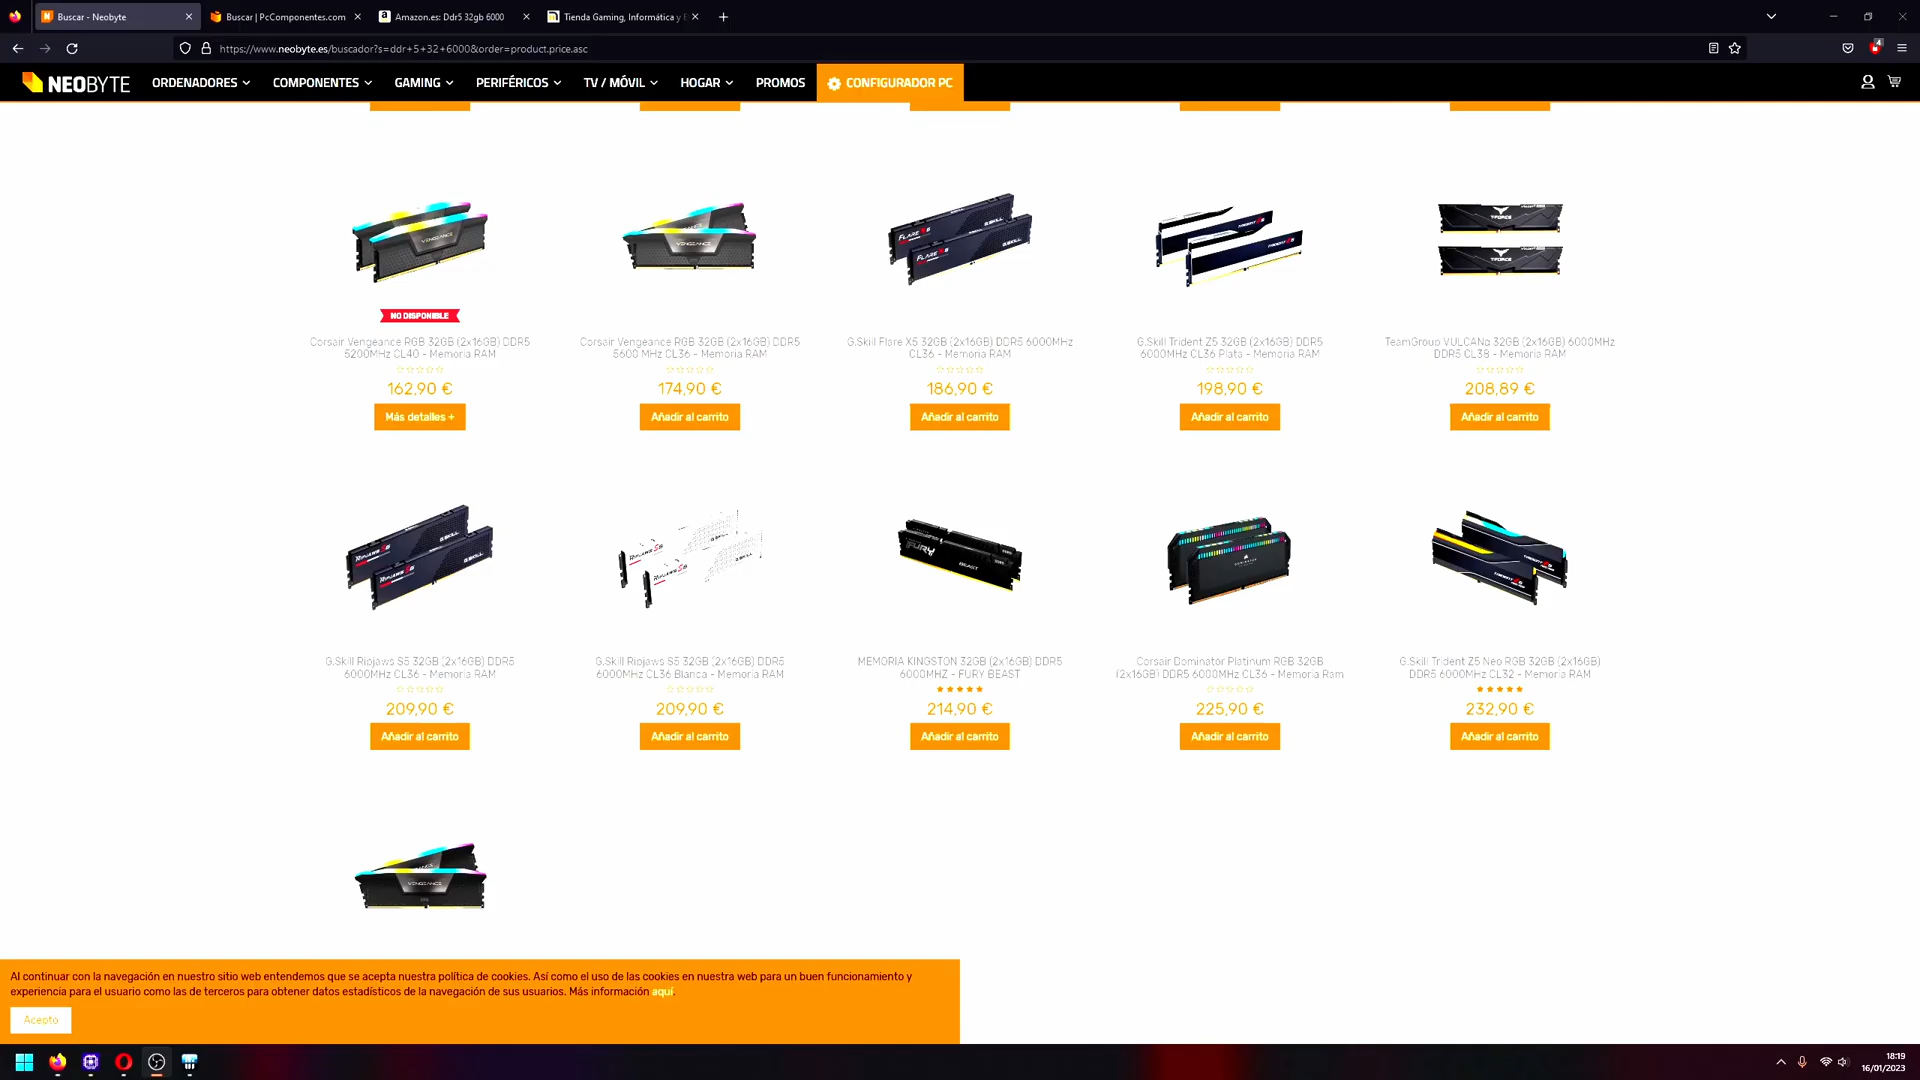 Buscar - Neobyte
Buscar | PcComponentes.com
Amazon.es: Ddr5 32gb 6000
Tienda Gaming, Informática y E
https://www.neobyte.es/buscador?s=ddr+5+32+6000&order=product.price.asc
4
NEOBYTE
ORDENADORES
COMPONENTES
GAMING
PERIFÉRICOS
TV / MÓVIL
HOGAR
PROMOS
CONFIGURADOR PC
NO DISPONIBLE
Corsair Vengeance RGB 32GB (2x16GB) DDR5
5200MHz CL40 - Memoria RAM
162,90 €
Más detalles +
Corsair Vengeance RGB 32GB (2x16GB) DDR5
5600 MHz CL36 - Memoria RAM
174,90 €
Añadir al carrito
G.Skill Flare X5 32GB (2x16GB) DDR5 6000MHz
CL36 - Memoria RAM
186,90 €
Añadir al carrito
G.Skill Trident Z5 32GB (2x16GB) DDR5
6000MHz CL36 Plata - Memoria RAM
198,90 €
Añadir al carrito
TeamGroup VULCANα 32GB (2x16GB) 6000MHz
DDR5 CL38 - Memoria RAM
208,89 €
Añadir al carrito
G.Skill Ripjaws S5 32GB (2x16GB) DDR5
6000MHz CL36 - Memoria RAM
209,90 €
Añadir al carrito
G.Skill Ripjaws S5 32GB (2x16GB) DDR5
6000MHz CL36 Blanca - Memoria RAM
209,90 €
Añadir al carrito
MEMORIA KINGSTON 32GB (2x16GB) DDR5
6000MHZ - FURY BEAST
214,90 €
Añadir al carrito
Corsair Dominator Platinum RGB 32GB
(2x16GB) DDR5 6000MHz CL36 - Memoria Ram
225,90 €
Añadir al carrito
G.Skill Trident Z5 Neo RGB 32GB (2x16GB)
DDR5 6000MHz CL32 - Memoria RAM
232,90 €
Añadir al carrito
Al continuar con la navegación en nuestro sitio web entendemos que se acepta nuestra política de cookies. Así como el uso de las cookies en nuestra web para un buen funcionamiento y
experiencia para el usuario como las de terceros para obtener datos estadísticos de la navegación de sus usuarios. Más información aquí.
Acepto
18:19
16/01/2023